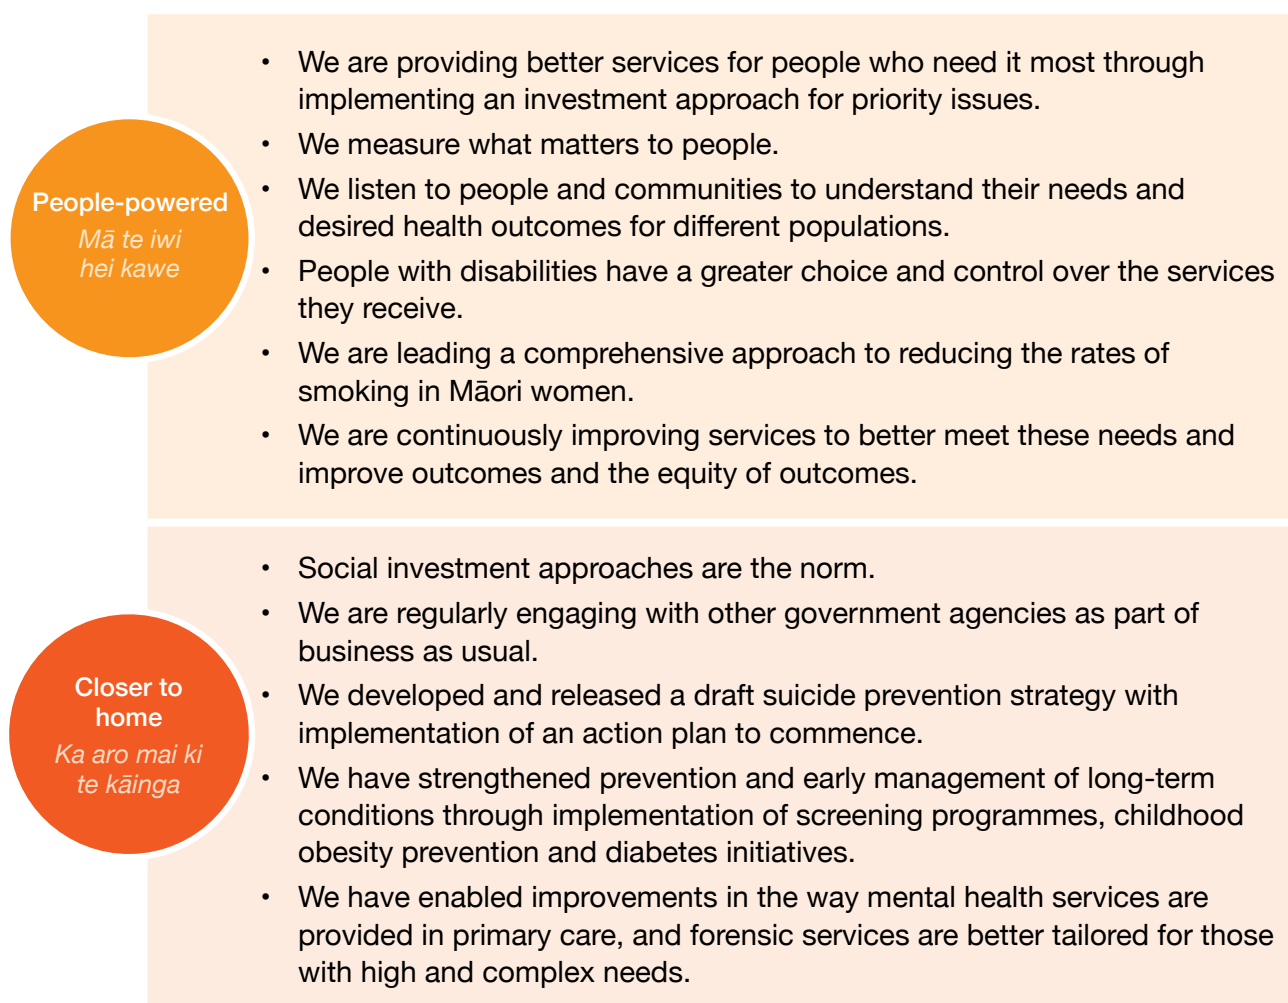 People-powered
Mā te iwi
hei kawe
• We are providing better services for people who need it most through
implementing an investment approach for priority issues.
• We measure what matters to people.
• We listen to people and communities to understand their needs and
desired health outcomes for different populations.
• People with disabilities have a greater choice and control over the services
they receive.
• We are leading a comprehensive approach to reducing the rates of
smoking in Māori women.
• We are continuously improving services to better meet these needs and
improve outcomes and the equity of outcomes.
Closer to
home
Ka aro mai ki
te kāinga
• Social investment approaches are the norm.
• We are regularly engaging with other government agencies as part of
business as usual.
• We developed and released a draft suicide prevention strategy with
implementation of an action plan to commence.
• We have strengthened prevention and early management of long-term
conditions through implementation of screening programmes, childhood
obesity prevention and diabetes initiatives.
• We have enabled improvements in the way mental health services are
provided in primary care, and forensic services are better tailored for those
with high and complex needs.